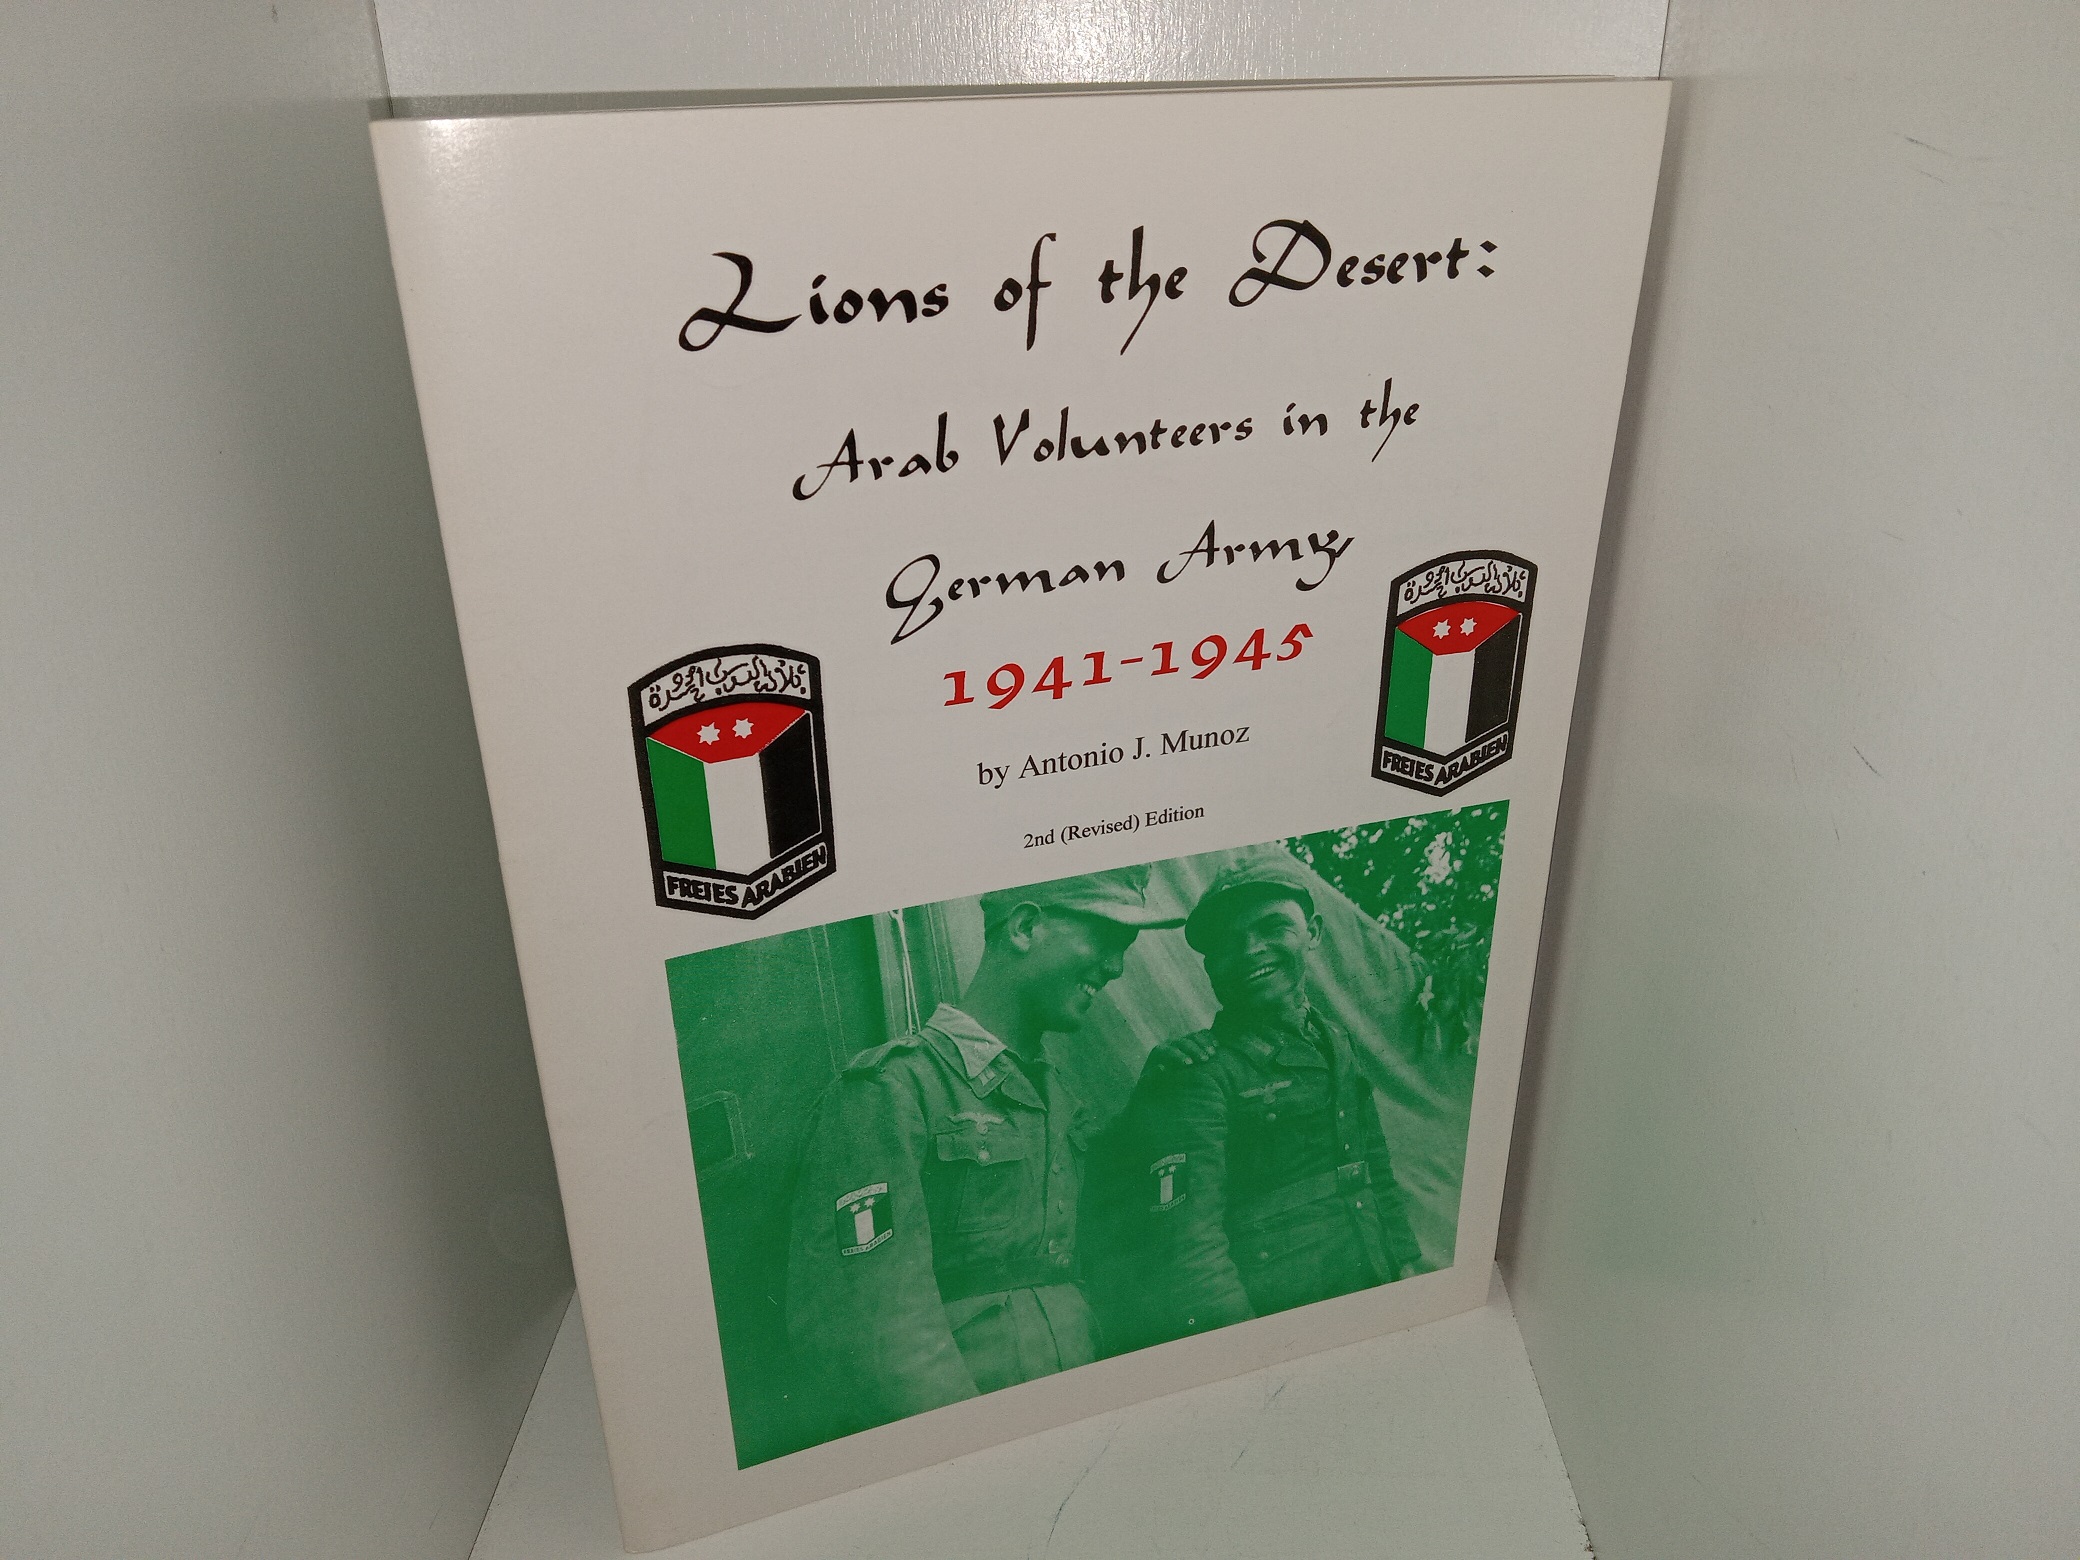 Lions of the Desert:
Arab Volunteers in the
German Army
1941-1945
by Antonio J. Munoz
2nd (Revised) Edition
FREIES ARABIEN
FREIES ARABIEN